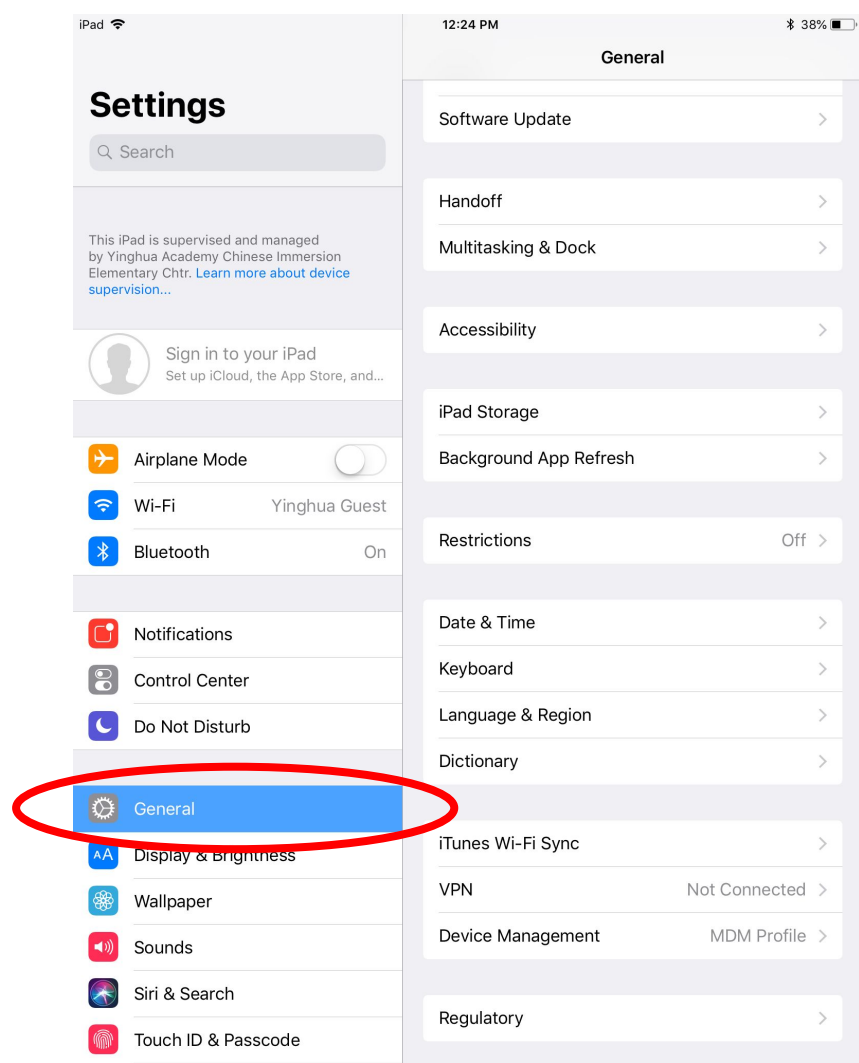 iPad
12:24 PM
38%
Settings
Search
This iPad is supervised and managed
by Yinghua Academy Chinese Immersion
Elementary Chtr. Learn more about device
supervision...
Sign in to your iPad
Set up iCloud, the App Store, and...
Airplane Mode
Wi-Fi Yinghua Guest
Bluetooth On
Notifications
Control Center
Do Not Disturb
General
AA Display & Brightness
Wallpaper
Sounds
Siri & Search
Touch ID & Passcode
General
Software Update
Handoff
Multitasking & Dock
Accessibility
iPad Storage
Background App Refresh
Restrictions Off
Date & Time
Keyboard
Language & Region
Dictionary
iTunes Wi-Fi Sync
VPN Not Connected
Device Management MDM Profile
Regulatory